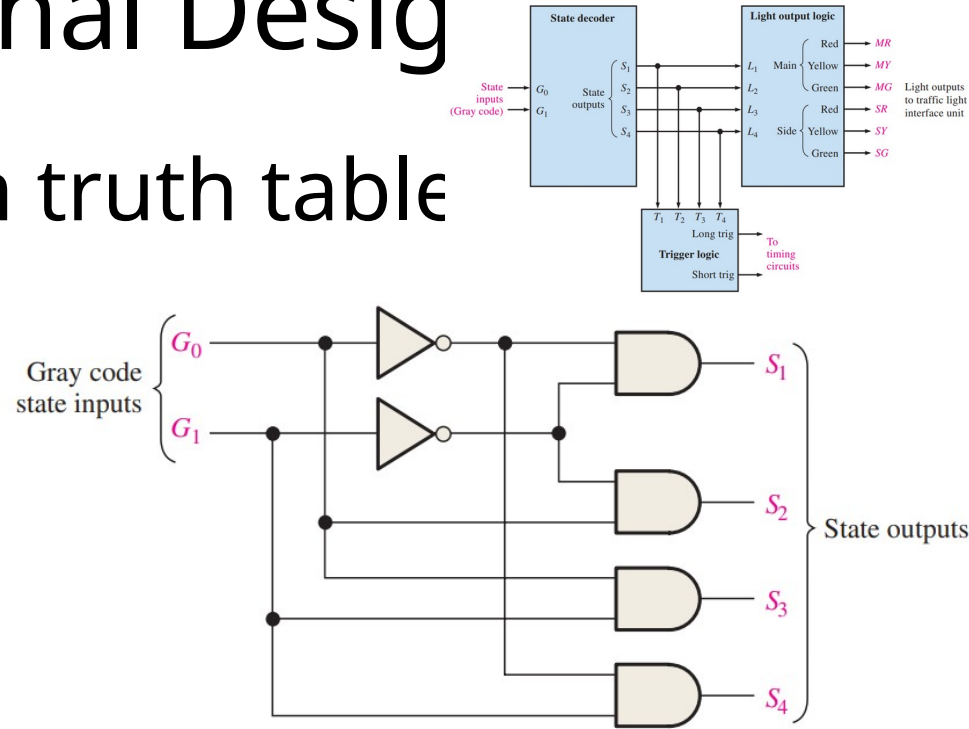 nal Desig
n truth table
State decoder
State
inputs
(Gray code)
G0
G1
State
outputs
S1
S2
S3
S4
Light output logic
L1
L2
L3
L4
Main
Red
Yellow
Green
Side
Red
Yellow
Green
MR
MY
MG
SR
SY
SG
Light outputs
to traffic light
interface unit
T1 T2 T3 T4
Long trig
Trigger logic
Short trig
To
timing
circuits
Gray code
state inputs
G0
G1
S1
S2
S3
S4
State outputs